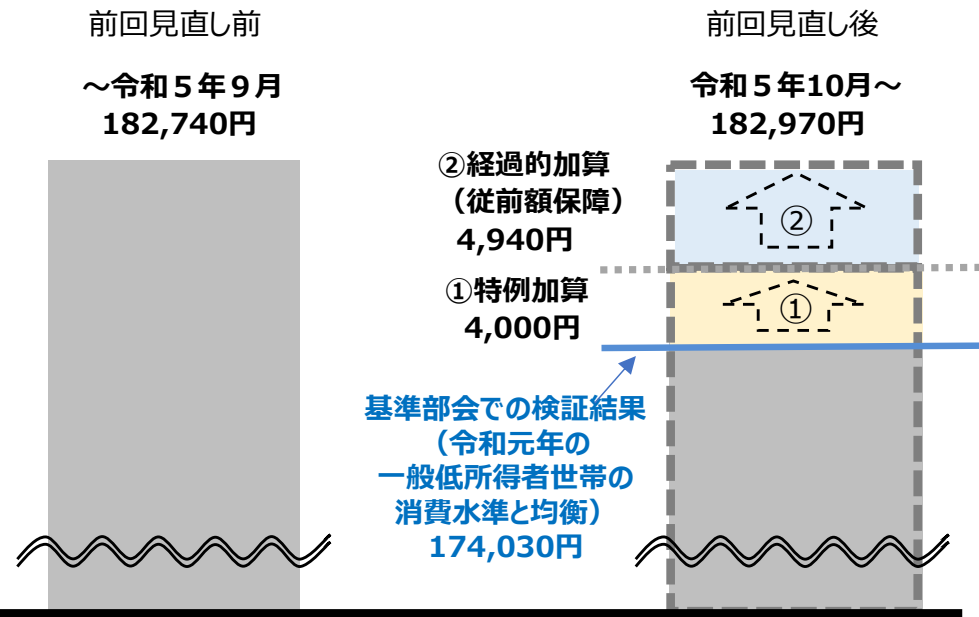 前回見直し前
～令和５年９月
182,740円
前回見直し後
令和５年10月～
182,970円
②経過的加算
（従前額保障）
4,940円
①特例加算
4,000円
②
①
基準部会での検証結果
（令和元年の
一般低所得者世帯の
消費水準と均衡）
174,030円